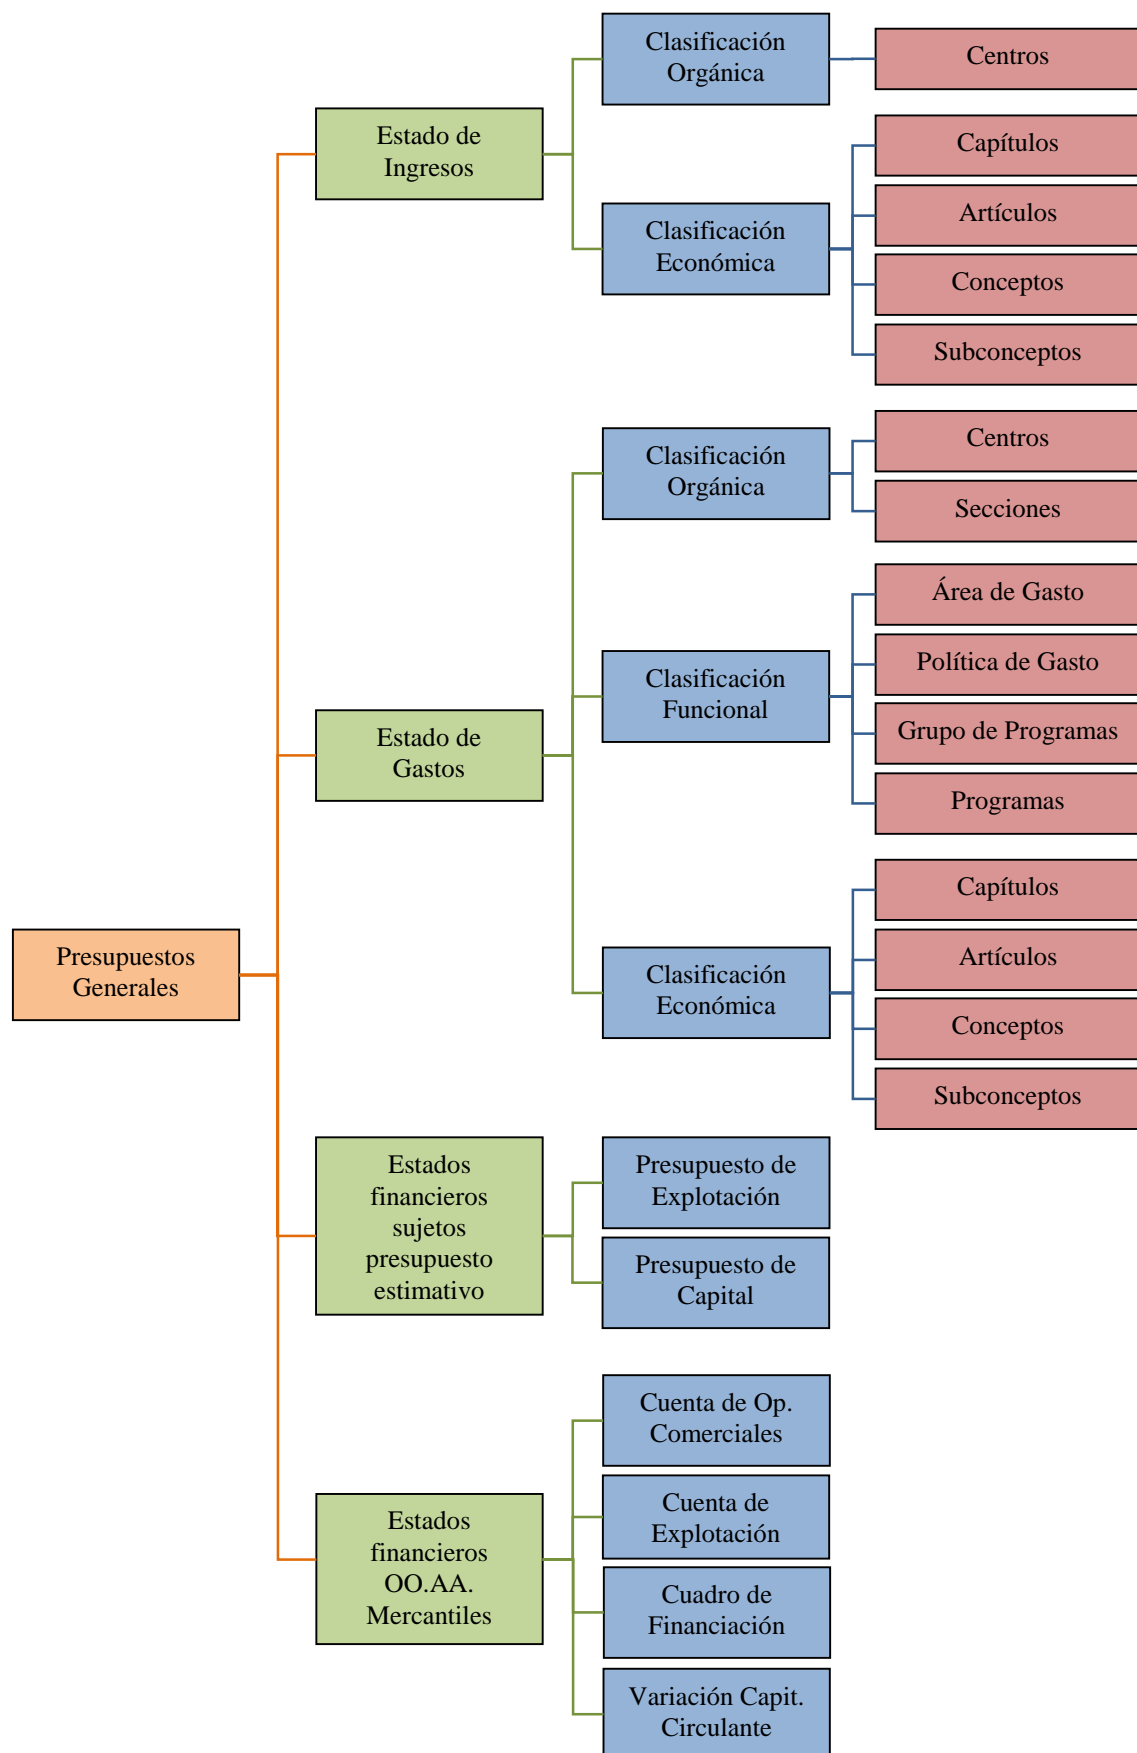 Presupuestos
Generales
Estado de
Ingresos
Clasificación
Orgánica
Centros
Clasificación
Económica
Capítulos
Artículos
Conceptos
Subconceptos
Estado de
Gastos
Clasificación
Orgánica
Centros
Secciones
Clasificación
Funcional
Área de Gasto
Política de Gasto
Grupo de Programas
Programas
Clasificación
Económica
Capítulos
Artículos
Conceptos
Subconceptos
Estados
financieros
sujetos
presupuesto
estimativo
Presupuesto de
Explotación
Presupuesto de
Capital
Estados
financieros
OO.AA.
Mercantiles
Cuenta de Op.
Comerciales
Cuenta de
Explotación
Cuadro de
Financiación
Variación Capit.
Circulante